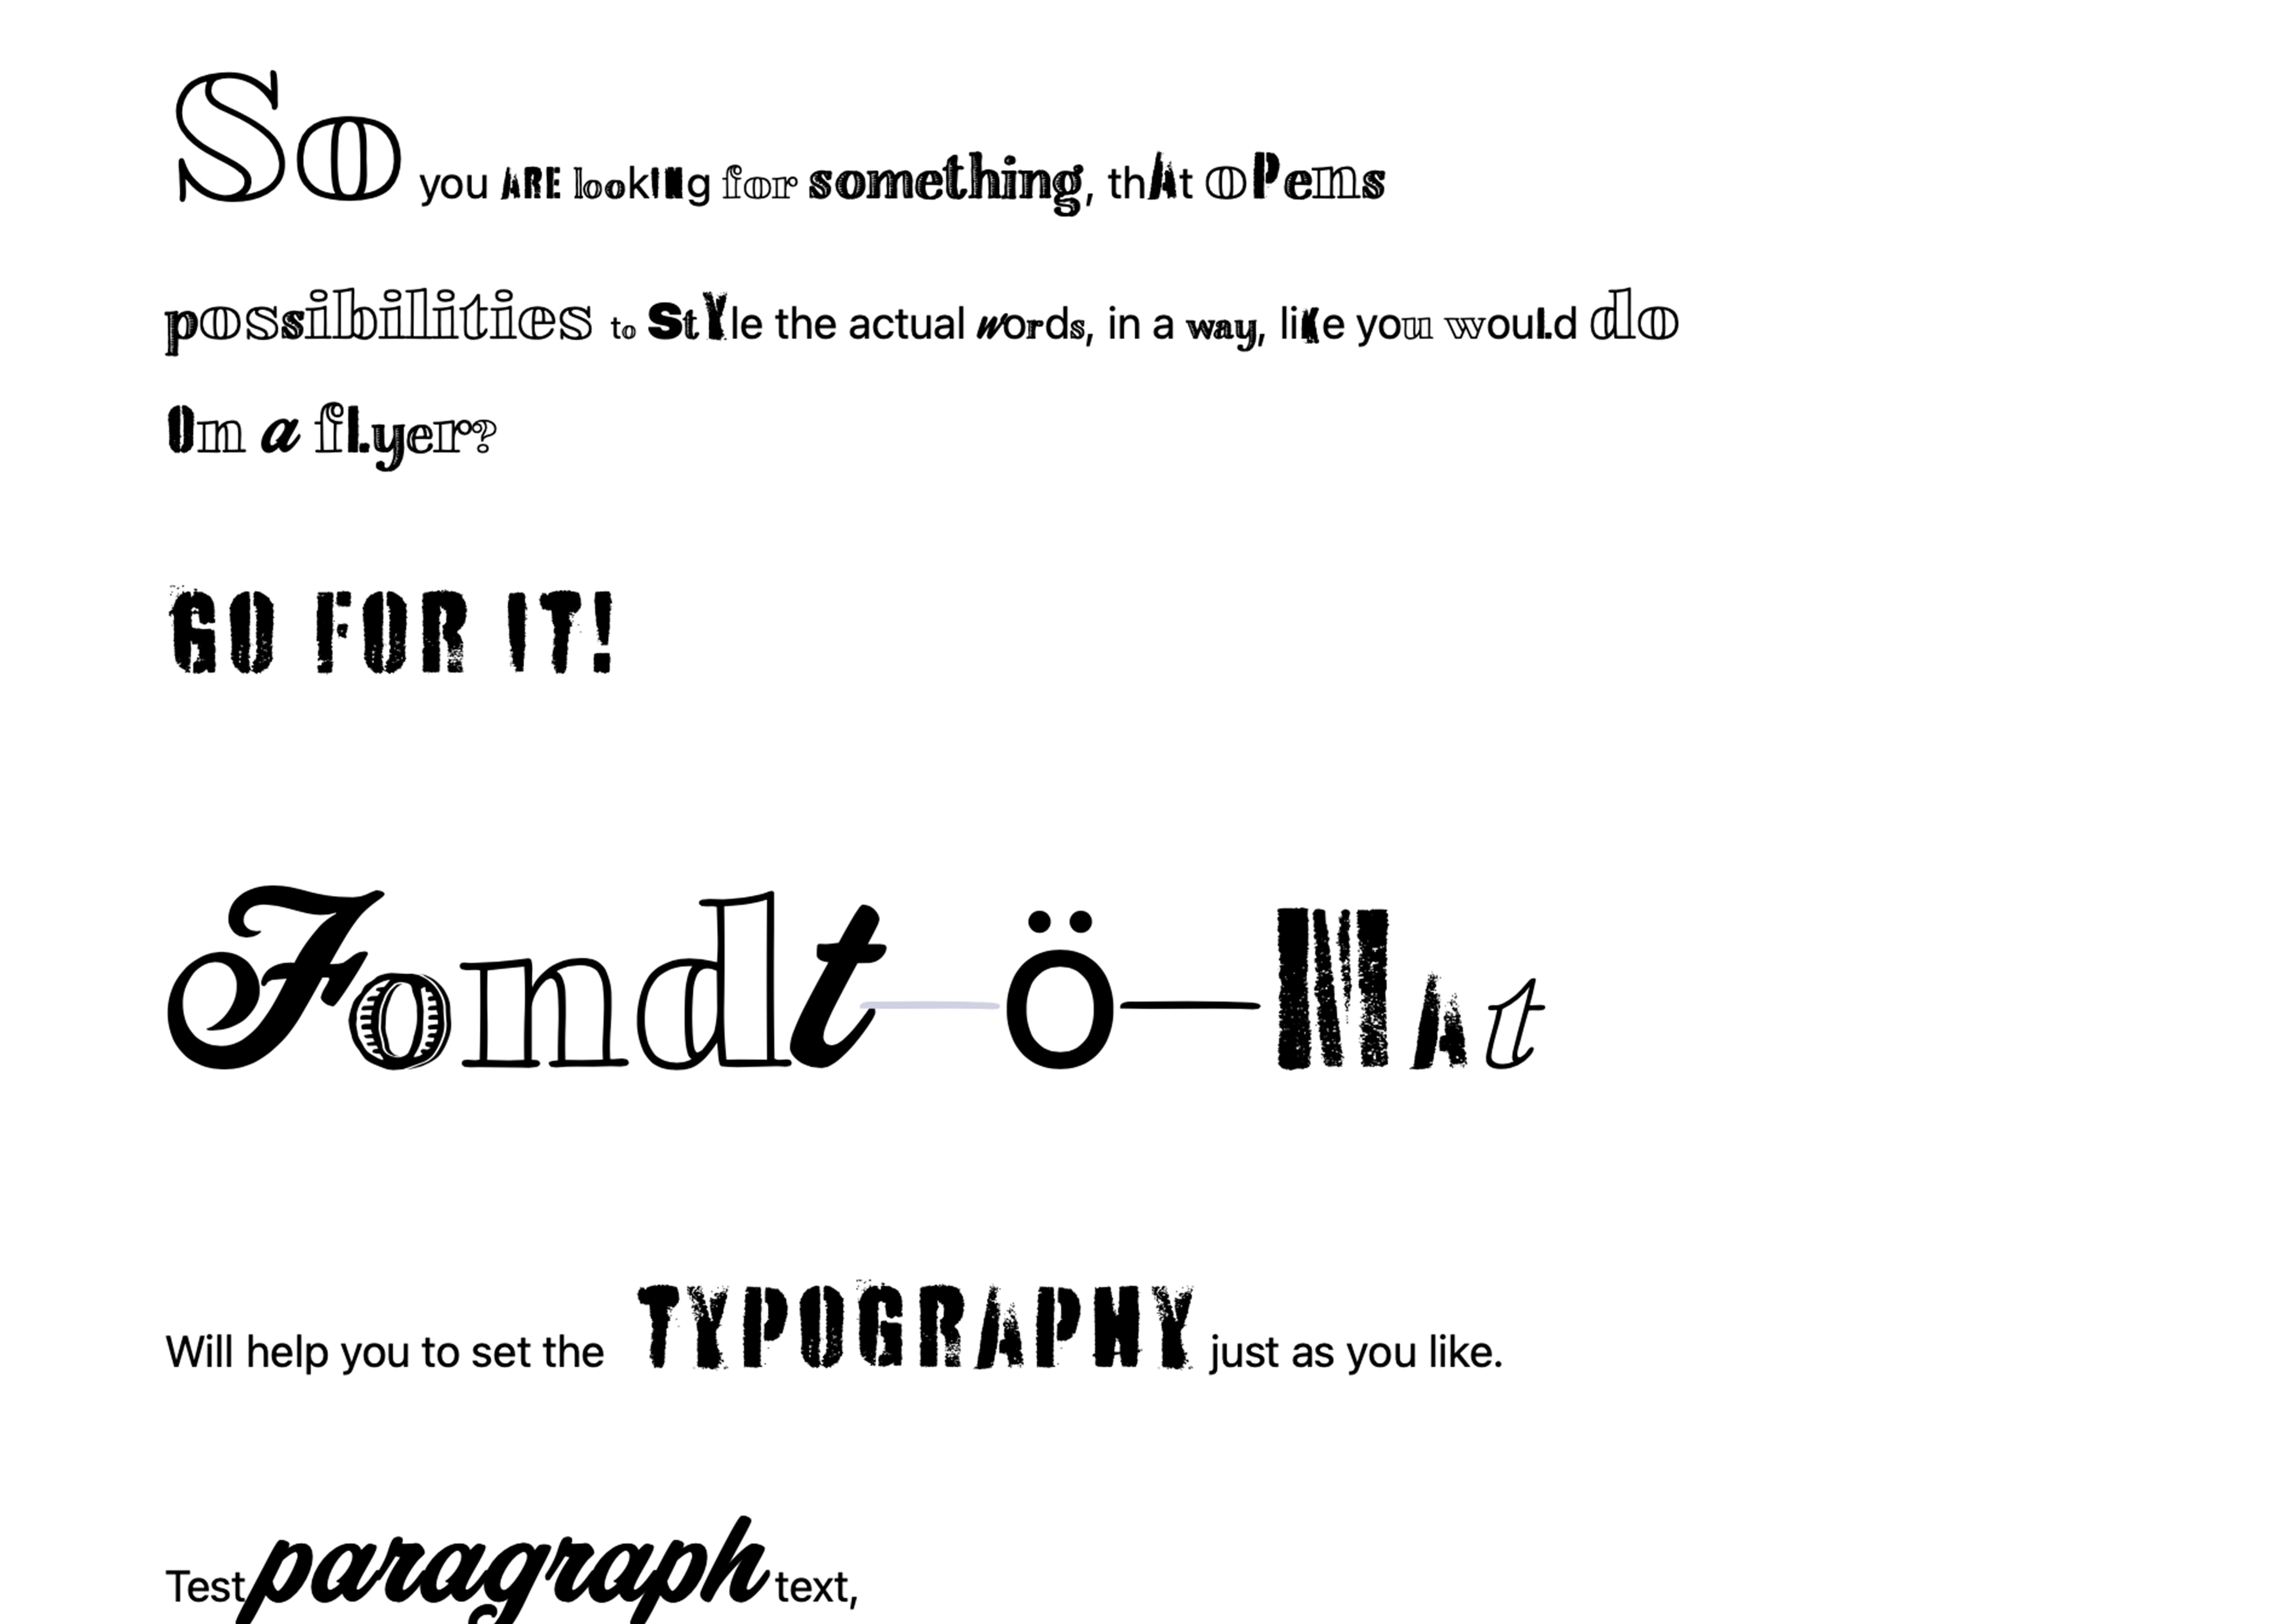 So you ARE lookINg for something, thAt oPens
possibilities to StYle the actual words, in a way, liKe you wouLd do
On a fLyer?
GO FOR IT!
Fondt–ö–MAt
Will help you to set the TYPOGRAPHY just as you like.
Test paragraph text,